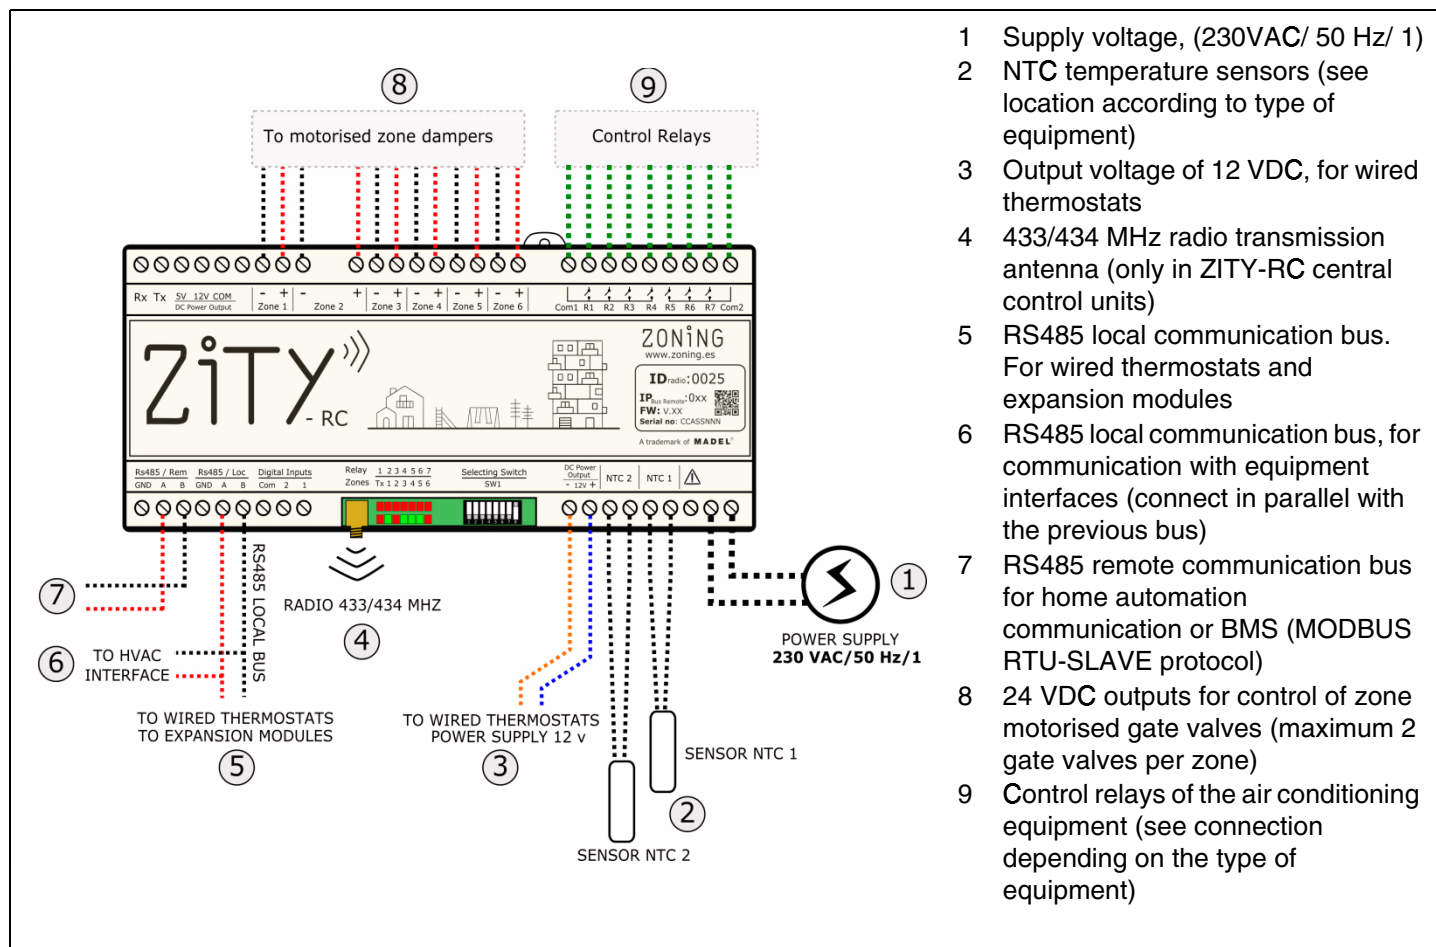 8
9
To motorised zone dampers
Control Relays
Rx Tx 5V 12V COM
DC Power Output
- + - - + - + - + - +
Zone 1 Zone 2 Zone 3 Zone 4 Zone 5 Zone 6
Com1 R1 R2 R3 R4 R5 R6 R7 Com2
ZiTY
- RC
ZONiNG
www.zoning.es
IDradio:0025
IPBus Remote:0xx
FW: V.XX
Serial no: CCASSNNN
A trademark of MADEL®
Rs485 / Rem Rs485 / Loc Digital Inputs
GND A B GND A B Com 2 1
Relay 1 2 3 4 5 6 7
Zones Tx 1 2 3 4 5 6
Selecting Switch
SW1
DC Power
Output
- 12V +
NTC 2 NTC 1
RS485 LOCAL BUS
7
RADIO 433/434 MHZ
4
1
POWER SUPPLY
230 VAC/50 Hz/1
6
TO HVAC
INTERFACE
TO WIRED THERMOSTATS
TO EXPANSION MODULES
5
TO WIRED THERMOSTATS
POWER SUPPLY 12 v
3
SENSOR NTC 1
2
SENSOR NTC 2
1 Supply voltage, (230VAC/ 50 Hz/ 1)
2 NTC temperature sensors (see
location according to type of
equipment)
3 Output voltage of 12 VDC, for wired
thermostats
4 433/434 MHz radio transmission
antenna (only in ZITY-RC central
control units)
5 RS485 local communication bus.
For wired thermostats and
expansion modules
6 RS485 local communication bus, for
communication with equipment
interfaces (connect in parallel with
the previous bus)
7 RS485 remote communication bus
for home automation
communication or BMS (MODBUS
RTU-SLAVE protocol)
8 24 VDC outputs for control of zone
motorised gate valves (maximum 2
gate valves per zone)
9 Control relays of the air conditioning
equipment (see connection
depending on the type of
equipment)